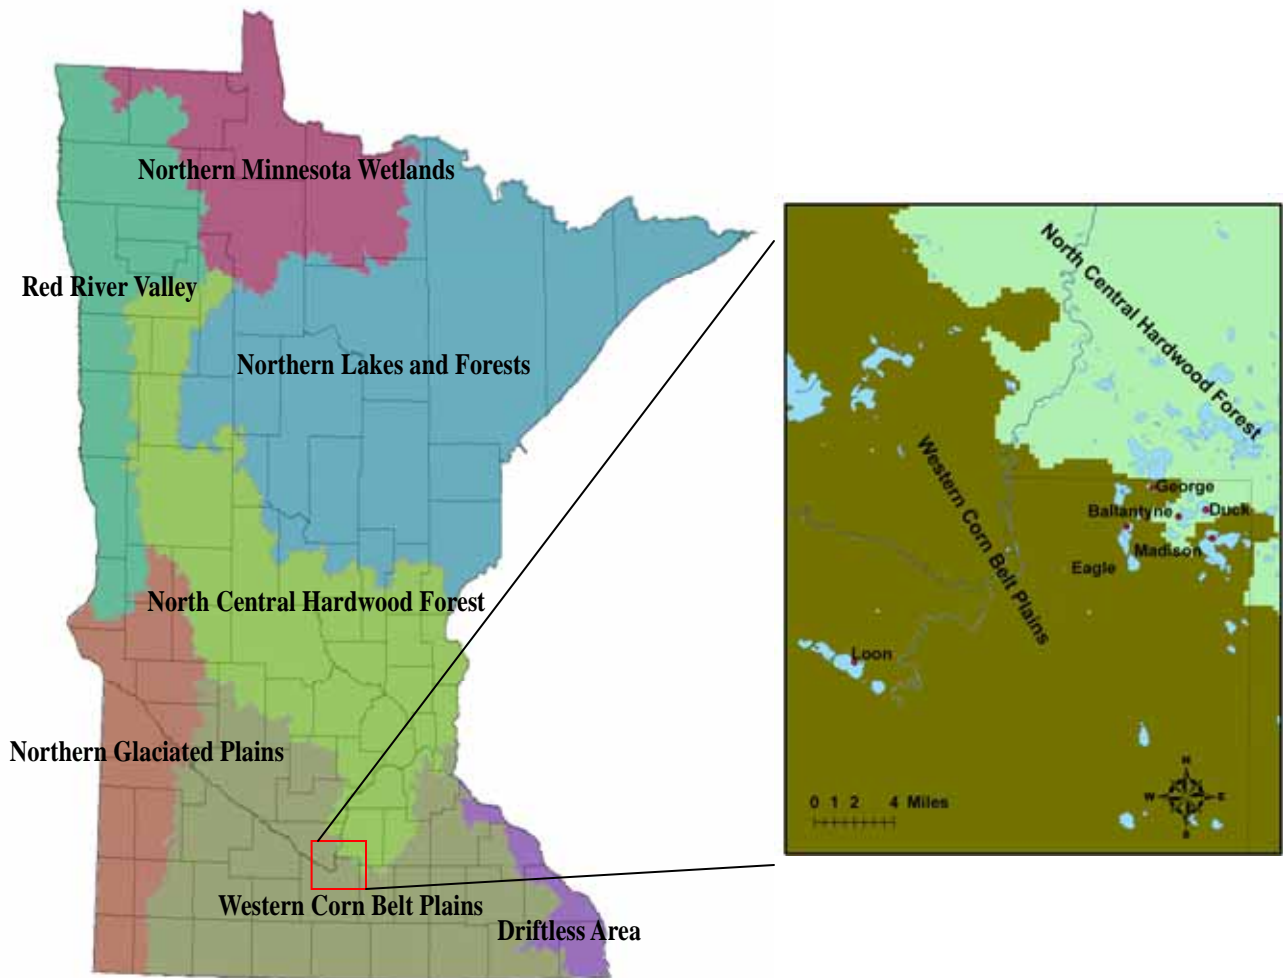 Northern Minnesota Wetlands
Red River Valley
Northern Lakes and Forests
North Central Hardwood Forest
Northern Glaciated Plains
Western Corn Belt Plains
Driftless Area
North Central Hardwood Forest
Western Corn Belt Plains
George
Ballantyne
Duck
Madison
Eagle
Loon
N
W
E
S
0 1 2 4 Miles